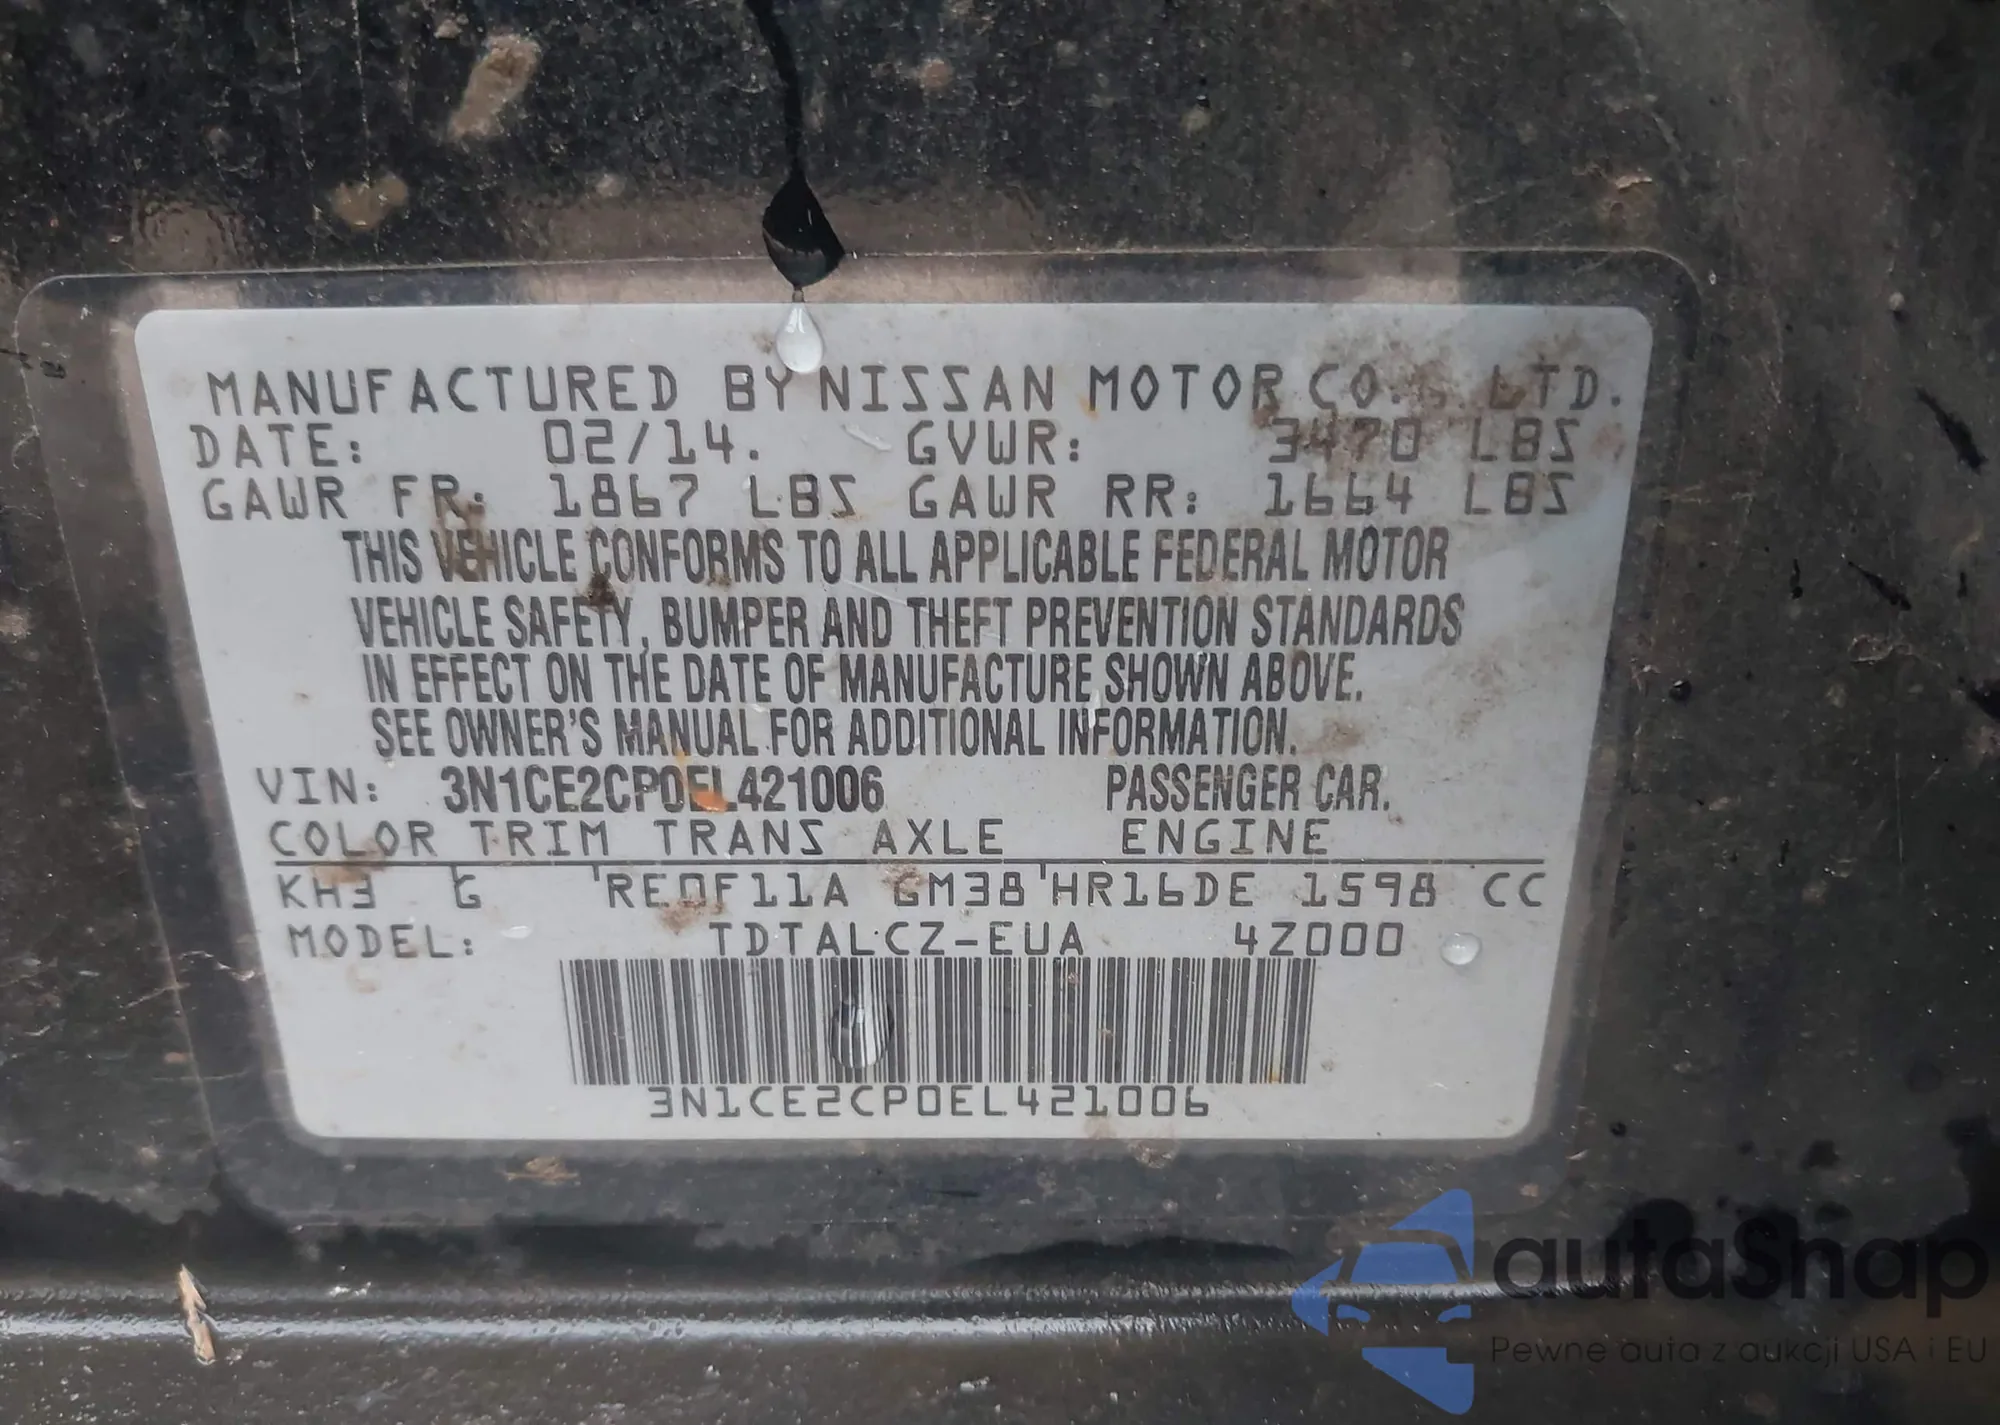 MANUFACTURED BY NISSAN MOTOR CO., LTD.
DATE: 02/14. GVWR: 3470 LBS
GAWR FR: 1867 LBS GAWR RR: 1664 LBS
THIS VEHICLE CONFORMS TO ALL APPLICABLE FEDERAL MOTOR
VEHICLE SAFETY, BUMPER AND THEFT PREVENTION STANDARDS
IN EFFECT ON THE DATE OF MANUFACTURE SHOWN ABOVE.
SEE OWNER'S MANUAL FOR ADDITIONAL INFORMATION.
VIN: 3N1CE2CP0EL421006 PASSENGER CAR.
COLOR TRIM TRANS AXLE ENGINE
KH3 G RE0F11A GM38 HR16DE 1598 CC
MODEL: TDTALCZ-EUA 4Z000
3N1CE2CP0EL421006
autaSnap
Pewne auta z aukcji USA i EU